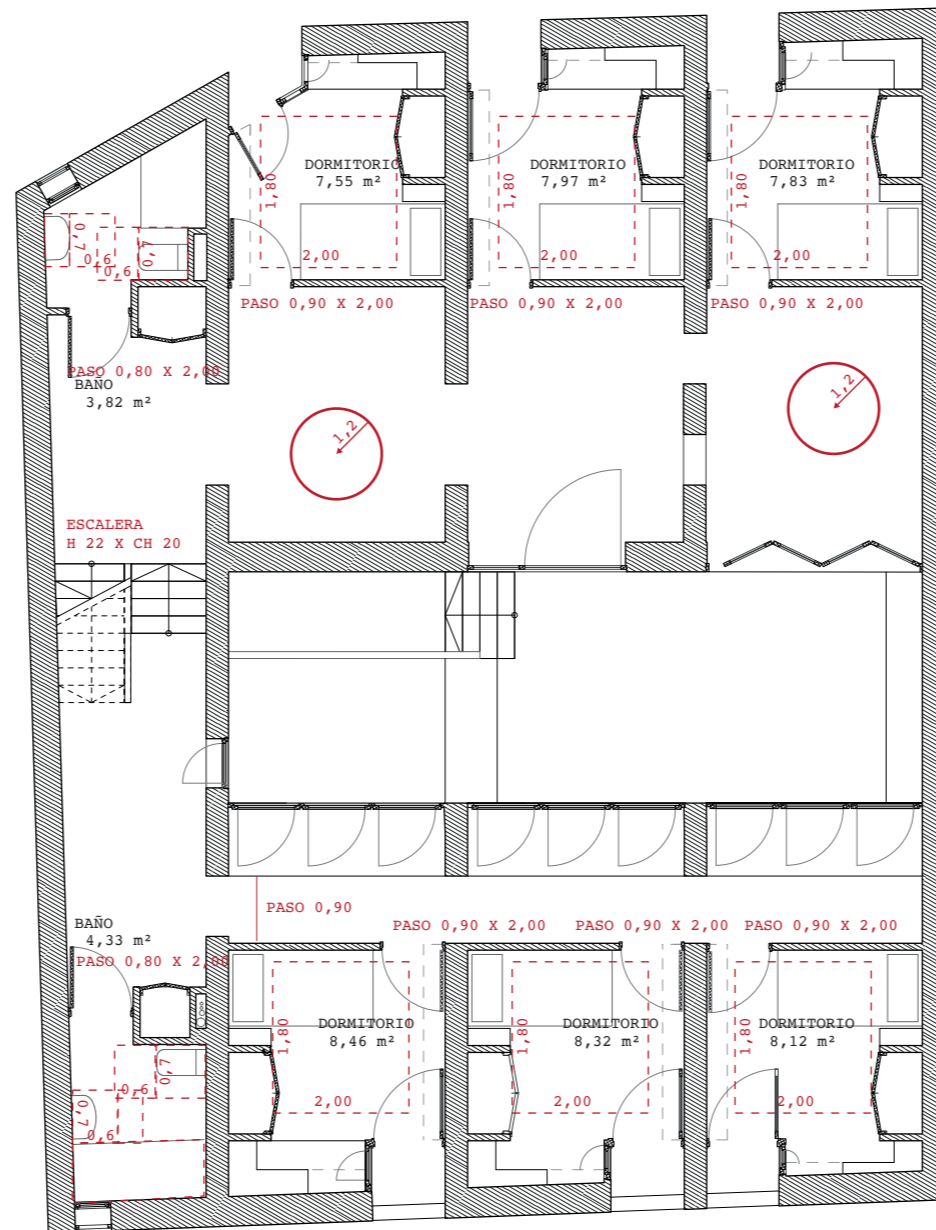 DORMITORIO
7,55 m²
1,80
2,00
PASO 0,90 X 2,00
DORMITORIO
7,97 m²
1,80
2,00
PASO 0,90 X 2,00
DORMITORIO
7,83 m²
1,80
2,00
PASO 0,90 X 2,00
0,7
0,6
0,7
0,6
PASO 0,80 X 2,00
BAÑO
3,82 m²
1,2
1,2
ESCALERA
H 22 X CH 20
PASO 0,90
BAÑO
4,33 m²
PASO 0,80 X 2,00
PASO 0,90 X 2,00
PASO 0,90 X 2,00
PASO 0,90 X 2,00
DORMITORIO
8,46 m²
1,80
2,00
DORMITORIO
8,32 m²
1,80
2,00
DORMITORIO
8,12 m²
1,80
2,00
0,7
0,6
0,7
0,6